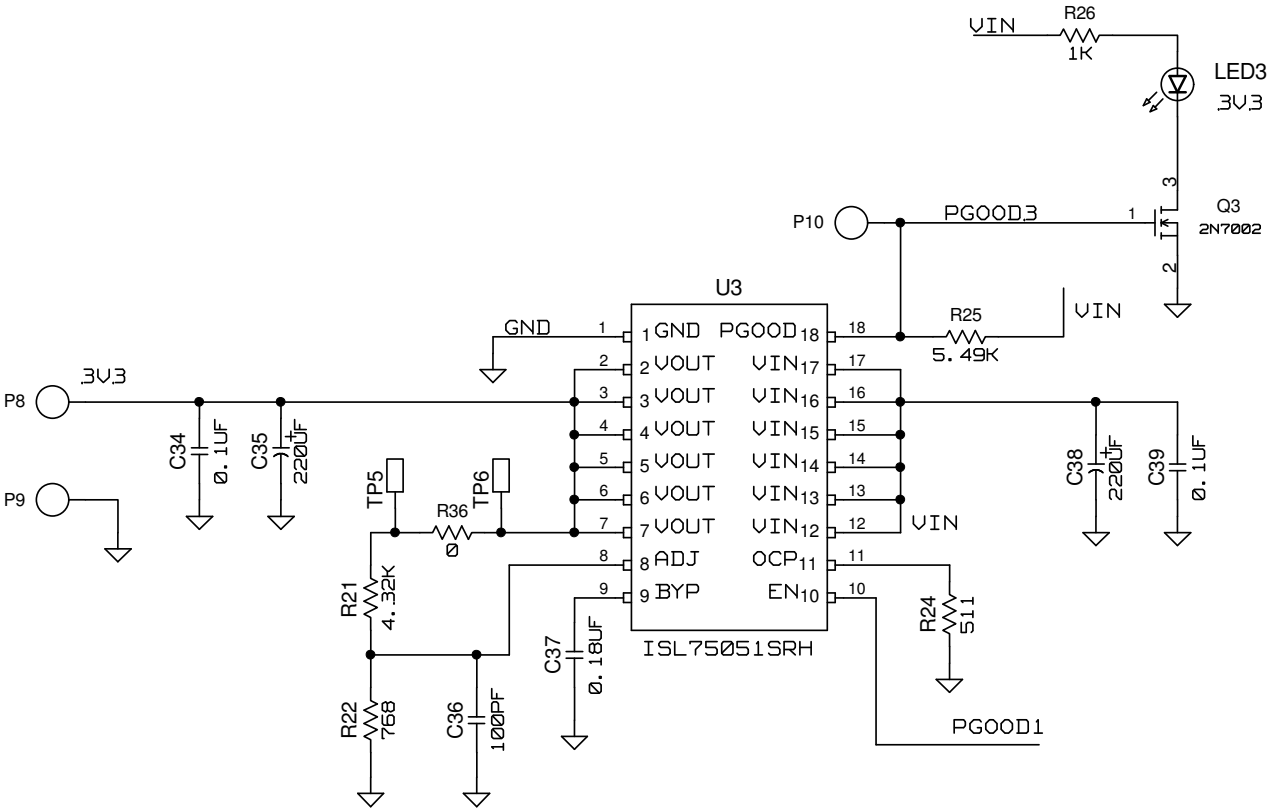 VIN
R26
1K
LED3
3V3
3
P10
PGOOD3
1
Q3
2N7002
2
U3
GND
1
1 GND
PGOOD 18
18
R25
5.49K
VIN
2
2 VOUT
VIN 17
17
P8
3V3
3
3 VOUT
VIN 16
16
C34
0.1UF
C35
+
220UF
4
4 VOUT
VIN 15
15
C38
+
220UF
C39
0.1UF
5
5 VOUT
VIN 14
14
P9
TP5
TP6
6
6 VOUT
VIN 13
13
R36
0
7
7 VOUT
VIN 12
12
VIN
8
8 ADJ
OCP 11
11
R21
4.32K
9
9 BYP
EN 10
10
R24
511
C37
0.18UF
ISL75051SRH
R22
768
C36
100PF
PGOOD1